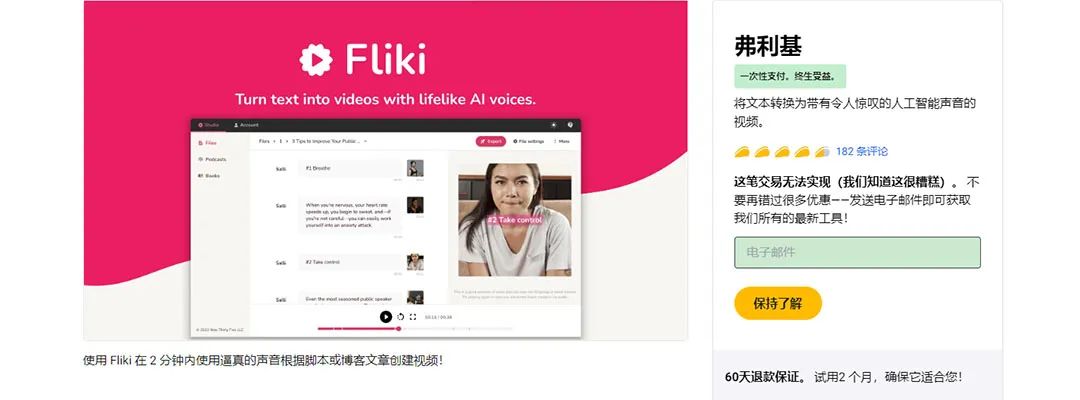 Fliki
Turn text into videos with lifelike AI voices.
Studio
Account
Files
Podcasts
Books
Files
1
3 Tips to Improve Your Public ...
Export
File settings
Menu
Salli
#1 Breathe
Salli
When you're nervous, your heart rate
speeds up, you begin to sweat, and—if
you're not careful—you can easily work
yourself into an anxiety attack.
Salli
#2 Take control
Salli
Even the most seasoned public speaker
#2 Take control
使用 Fliki 在 2 分钟内使用逼真的声音根据脚本或博客文章创建视频！
弗利基
一次性支付。终生受益。
将文本转换为带有令人惊叹的人工智能声音的
视频。
182 条评论
这笔交易无法实现（我们知道这很糟糕）。 不
要再错过很多优惠——发送电子邮件即可获取
我们所有的最新工具！
电子邮件
保持了解
60天退款保证。 试用2 个月，确保它适合您！